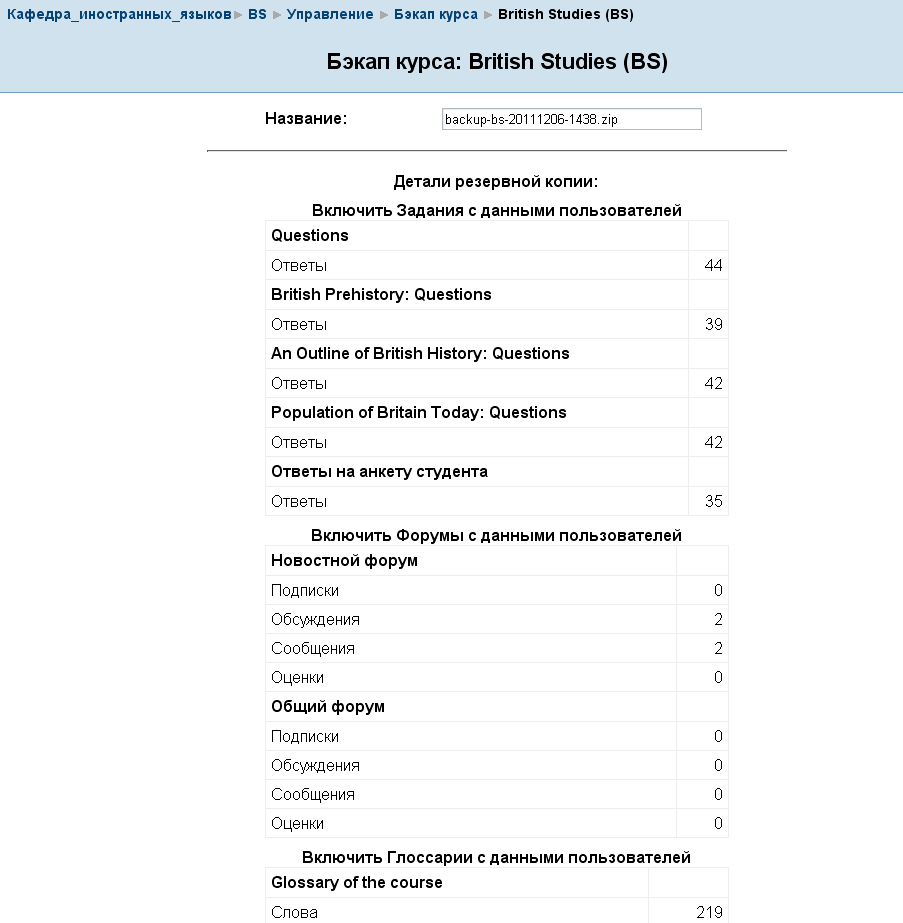 Кафедра_иностранных_языков ► BS ► Управление ► Бэкап курса ► British Studies (BS)
Бэкап курса: British Studies (BS)
Название: backup-bs-20111206-1438.zip
Детали резервной копии:
Включить Задания с данными пользователей
Questions
Ответы 44
British Prehistory: Questions
Ответы 39
An Outline of British History: Questions
Ответы 42
Population of Britain Today: Questions
Ответы 42
Ответы на анкету студента
Ответы 35
Включить Форумы с данными пользователей
Новостной форум
Подписки 0
Обсуждения 2
Сообщения 2
Оценки 0
Общий форум
Подписки 0
Обсуждения 0
Сообщения 0
Оценки 0
Включить Глоссарии с данными пользователей
Glossary of the course
Слова 219